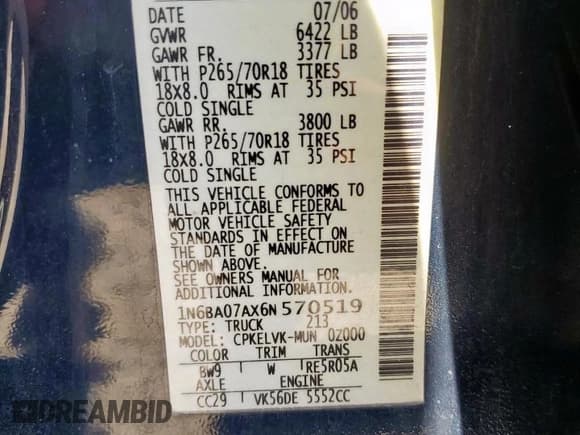 DATE 07/06
GVWR 6422 LB
GAWR FR. 3377 LB
WITH P265/70R18 TIRES
18X8.0 RIMS AT 35 PSI
COLD SINGLE
GAWR RR. 3800 LB
WITH P265/70R18 TIRES
18X8.0 RIMS AT 35 PSI
COLD SINGLE
THIS VEHICLE CONFORMS TO
ALL APPLICABLE FEDERAL
MOTOR VEHICLE SAFETY
STANDARDS IN EFFECT ON
THE DATE OF MANUFACTURE
SHOWN ABOVE.
SEE OWNERS MANUAL FOR
ADDITIONAL INFORMATION.
1N6BA07AX6N570519
TYPE: TRUCK 213
MODEL: CPKELVK-MUN 0Z000
COLOR TRIM TRANS
BW9 W RE5R05A
AXLE ENGINE
CC29 VK56DE 5552CC
DREAMBID